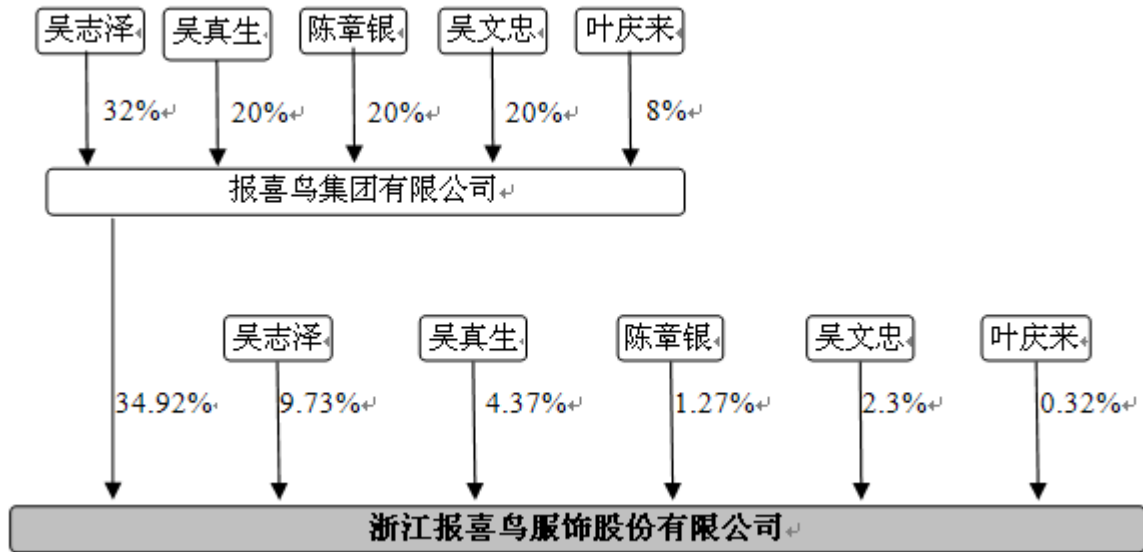 吴志泽 吴真生 陈章银 吴文忠 叶庆来
32% 20% 20% 20% 8%
报喜鸟集团有限公司
吴志泽 吴真生 陈章银 吴文忠 叶庆来
34.92% 9.73% 4.37% 1.27% 2.3% 0.32%
浙江报喜鸟服饰股份有限公司